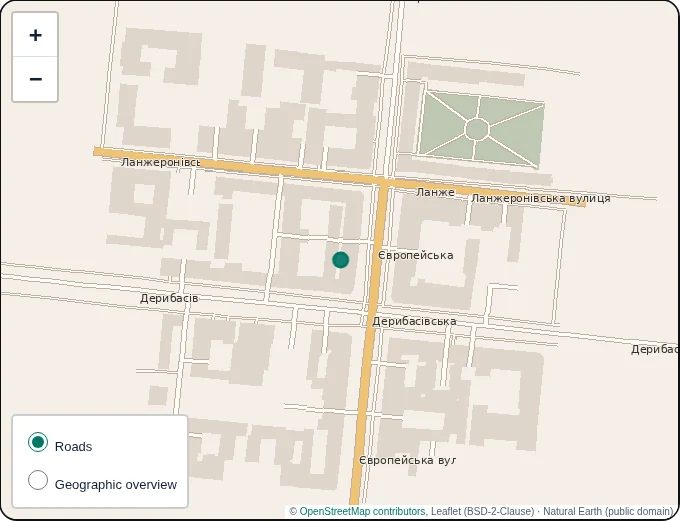 +
−
Ланжеронівсь
Ланже
Ланжеронівська вулиця
Європейська
Дерибасів
Дерибасівська
Дерибас
Європейська вул
Roads
Geographic overview
© OpenStreetMap contributors, Leaflet (BSD-2-Clause) · Natural Earth (public domain)